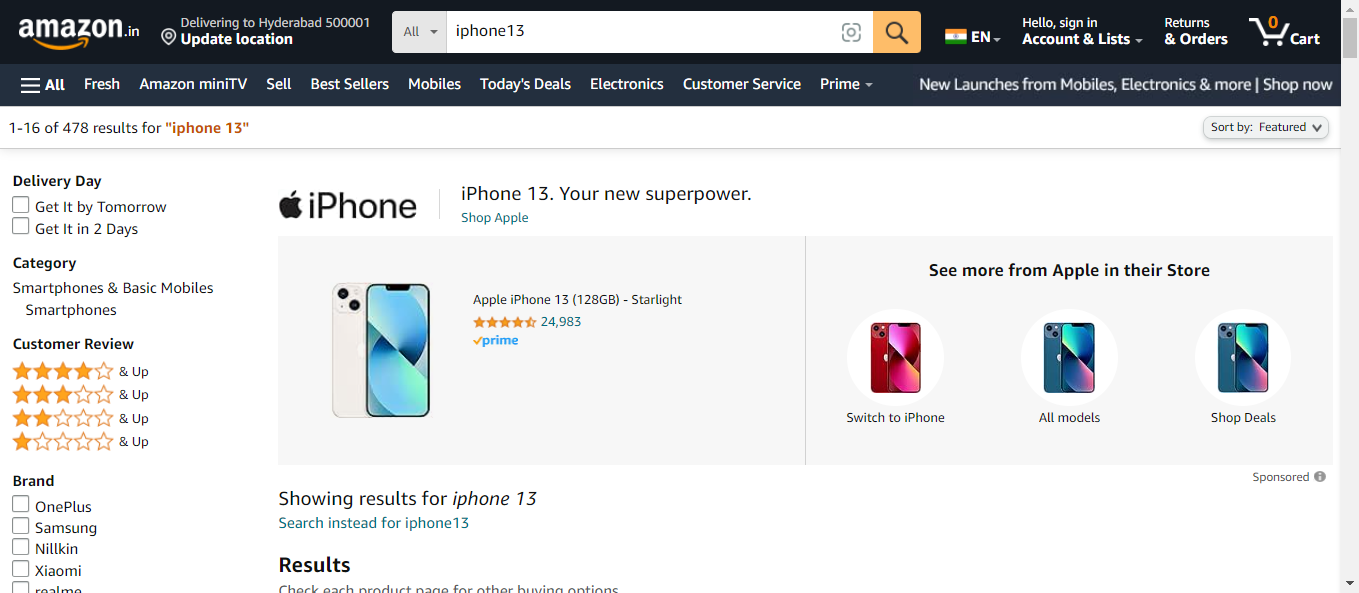 amazon.in
Delivering to Hyderabad 500001
Update location
All
iphone13
EN
Hello, sign in
Account & Lists
Returns
& Orders
0
Cart
All Fresh Amazon miniTV Sell Best Sellers Mobiles Today's Deals Electronics Customer Service Prime New Launches from Mobiles, Electronics & more | Shop now
1-16 of 478 results for "iphone 13"
Sort by: Featured
Delivery Day
Get It by Tomorrow
Get It in 2 Days
Category
Smartphones & Basic Mobiles
Smartphones
Customer Review
& Up
& Up
& Up
& Up
Brand
OnePlus
Samsung
Nillkin
Xiaomi
realme
iPhone
iPhone 13. Your new superpower.
Shop Apple
Apple iPhone 13 (128GB) - Starlight
24,983
prime
See more from Apple in their Store
Switch to iPhone
All models
Shop Deals
Sponsored
Showing results for iphone 13
Search instead for iphone13
Results
Check each product page for other buying options.